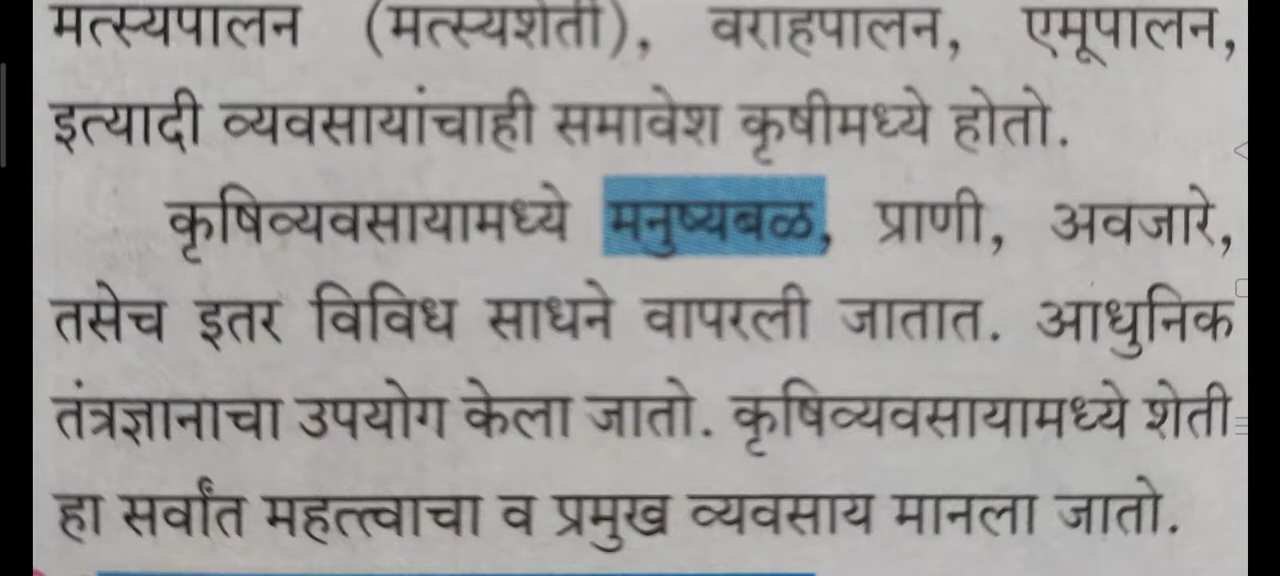 मत्स्यपालन (मत्स्यशेती), वराहपालन, एमूपालन,
इत्यादी व्यवसायांचाही समावेश कृषीमध्ये होतो.
कृषिव्यवसायामध्ये मनुष्यबळ, प्राणी, अवजारे,
तसेच इतर विविध साधने वापरली जातात. आधुनिक
तंत्रज्ञानाचा उपयोग केला जातो. कृषिव्यवसायामध्ये शेती
हा सर्वांत महत्त्वाचा व प्रमुख व्यवसाय मानला जातो.